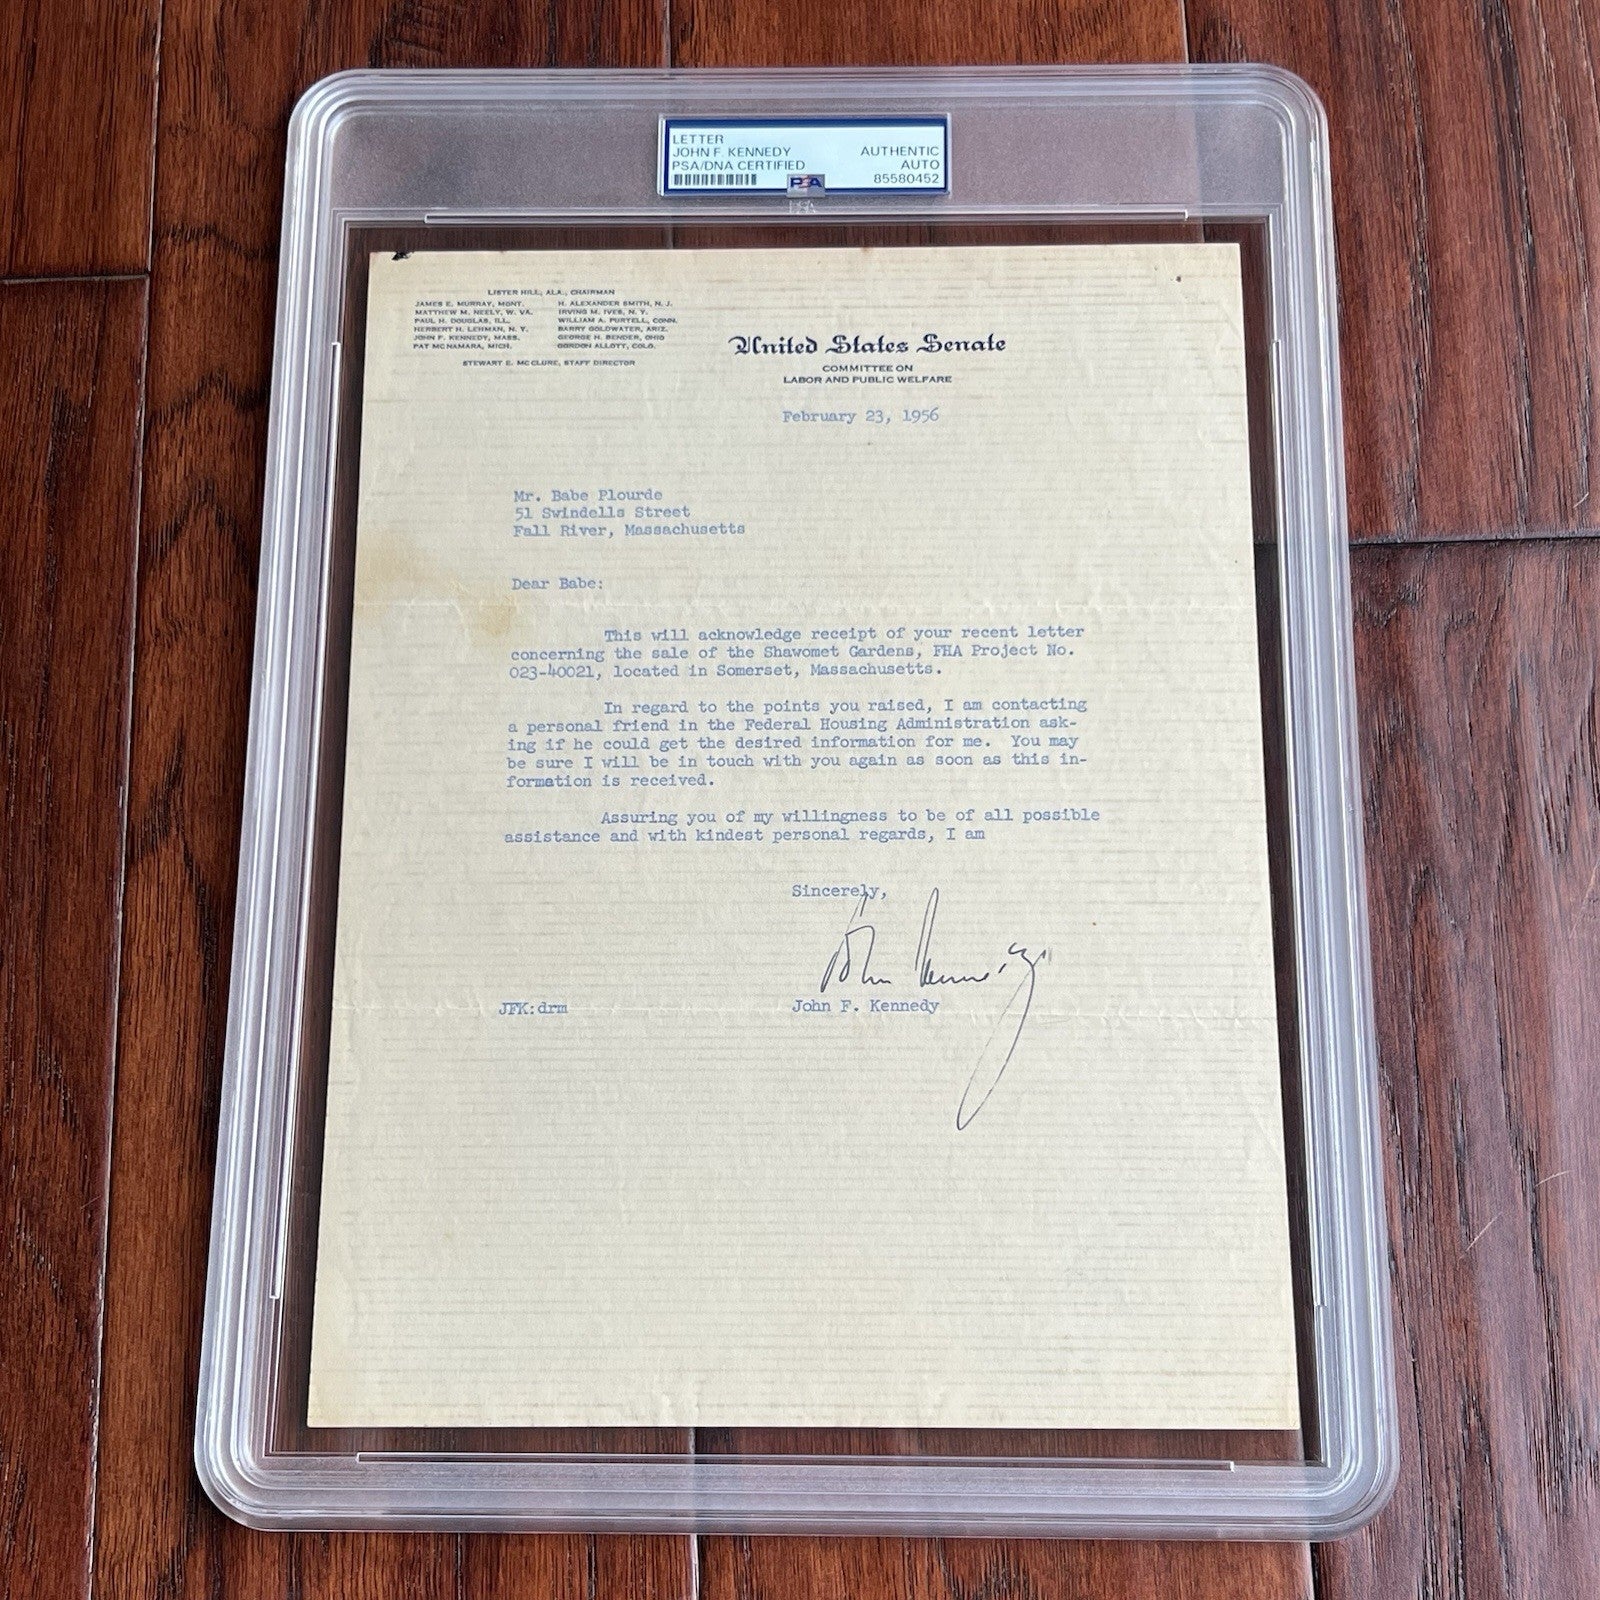 LETTER
JOHN F. KENNEDY AUTHENTIC
PSA/DNA CERTIFIED AUTO
PSA 85580452
LISTER HILL, ALA., CHAIRMAN
JAMES E. MURRAY, MONT. H. ALEXANDER SMITH, N. J.
MATTHEW M. NEELY, W. VA. IRVING M. IVES, N. Y.
PAUL H. DOUGLAS, ILL. WILLIAM A. PURTELL, CONN.
HERBERT H. LEHMAN, N. Y. BARRY GOLDWATER, ARIZ.
JOHN F. KENNEDY, MASS. GEORGE H. BENDER, OHIO
PAT MC NAMARA, MICH. GORDON ALLOTT, COLO.
STEWART E. MC CLURE, STAFF DIRECTOR
United States Senate
COMMITTEE ON
LABOR AND PUBLIC WELFARE
February 23, 1956
Mr. Babe Plourde
51 Swindells Street
Fall River, Massachusetts
Dear Babe:
This will acknowledge receipt of your recent letter
concerning the sale of the Shawomet Gardens, FHA Project No.
023-40021, located in Somerset, Massachusetts.
In regard to the points you raised, I am contacting
a personal friend in the Federal Housing Administration ask-
ing if he could get the desired information for me. You may
be sure I will be in touch with you again as soon as this in-
formation is received.
Assuring you of my willingness to be of all possible
assistance and with kindest personal regards, I am
Sincerely,
John Kennedy
JFK:drm John F. Kennedy